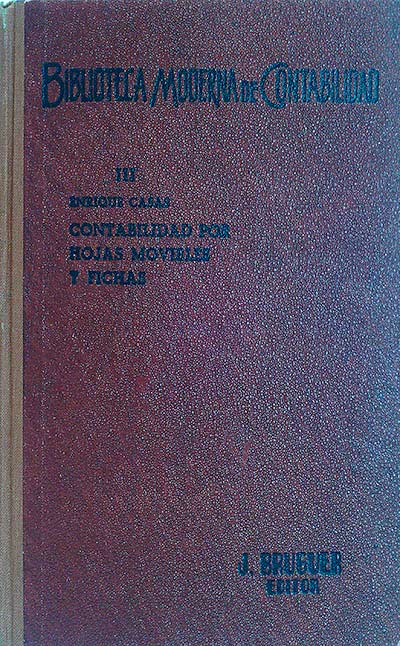 BIBLIOTECA MODERNA DE CONTABILIDAD
III
ENRIQUE CASAS
CONTABILIDAD POR
HOJAS MOVIBLES
Y FICHAS
J. BRUGUER
EDITOR